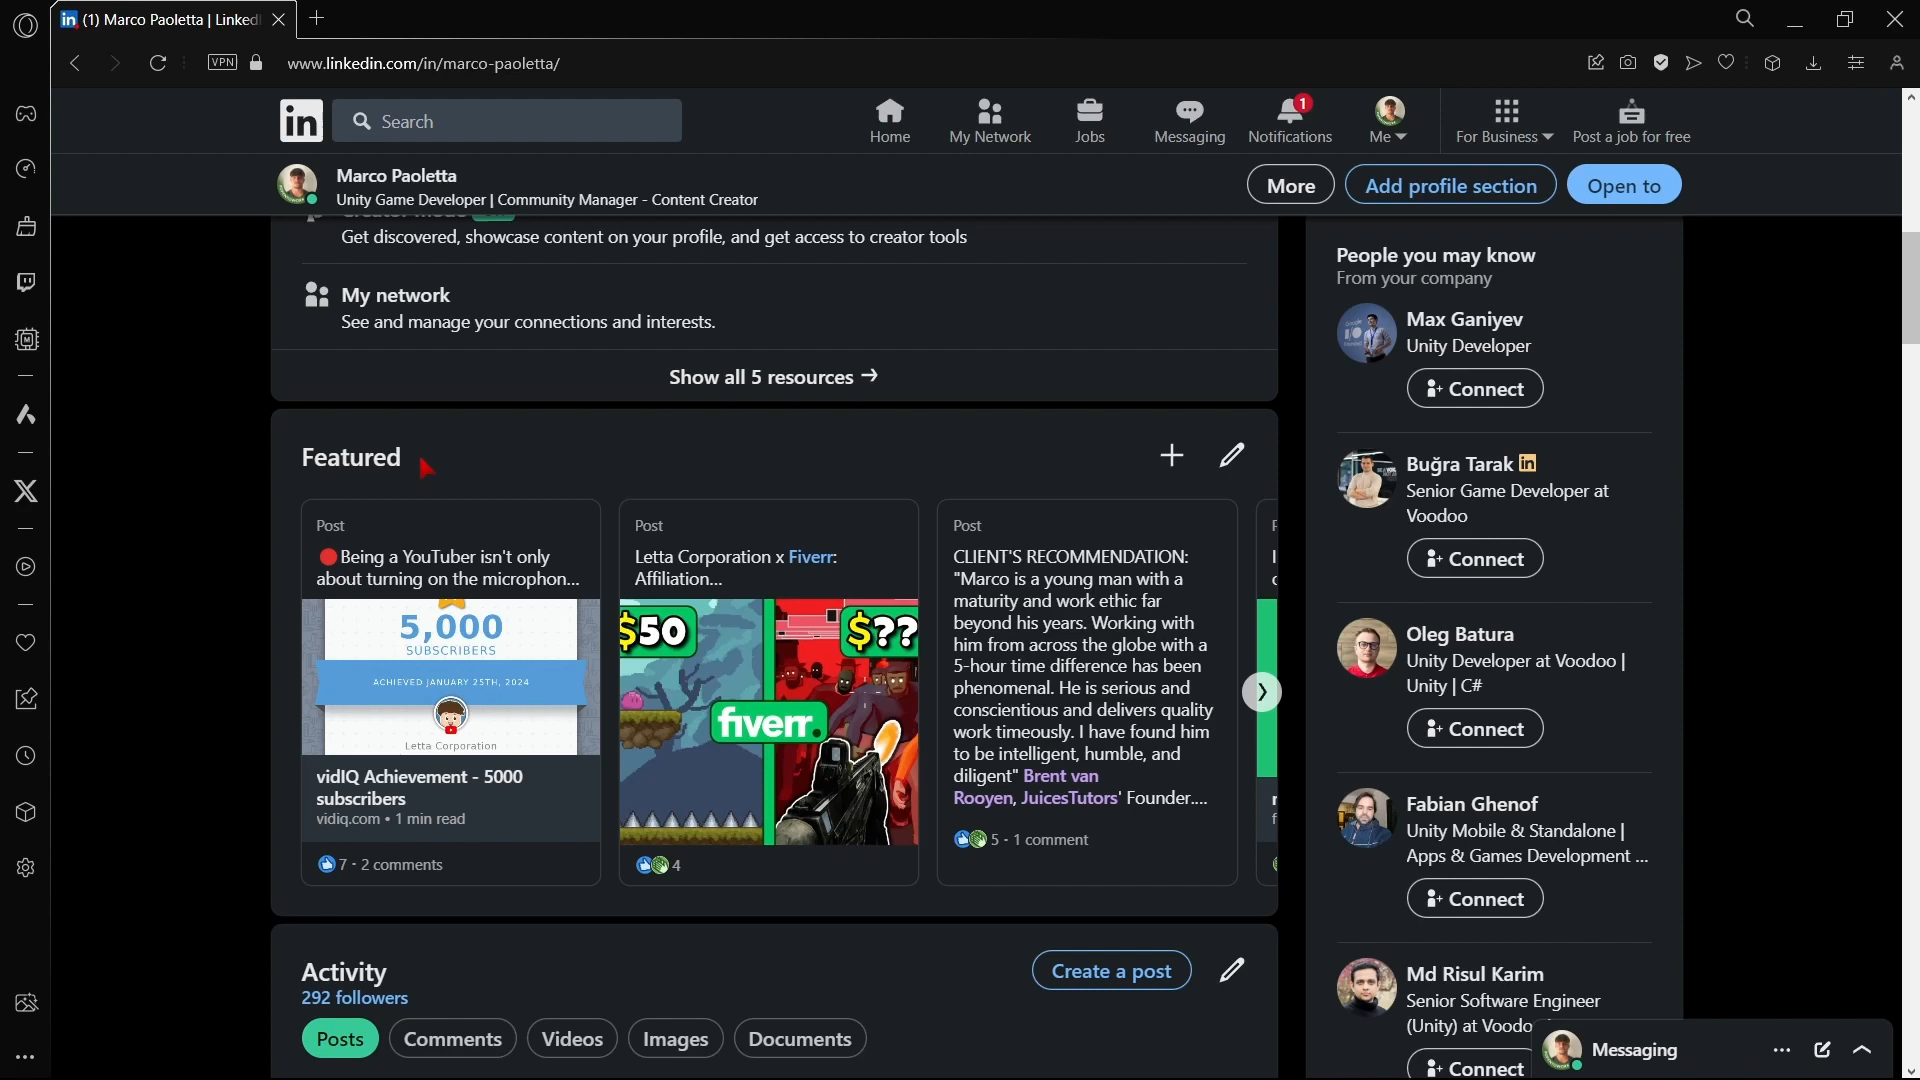 (1) Marco Paoletta | Linked
VPN
www.linkedin.com/in/marco-paoletta/
in
Search
Home
My Network
Jobs
Messaging
1
Notifications
Me
For Business
Post a job for free
Marco Paoletta
Unity Game Developer | Community Manager - Content Creator
More
Add profile section
Open to
Get discovered, showcase content on your profile, and get access to creator tools
My network
See and manage your connections and interests.
Show all 5 resources →
Featured
Post
Being a YouTuber isn't only
about turning on the microphon...
5,000
SUBSCRIBERS
ACHIEVED JANUARY 25TH, 2024
Letta Corporation
vidIQ Achievement - 5000
subscribers
vidiq.com • 1 min read
7 · 2 comments
Post
Letta Corporation x Fiverr:
Affiliation...
$50
$??
fiverr.
4
Post
CLIENT'S RECOMMENDATION:
"Marco is a young man with a
maturity and work ethic far
beyond his years. Working with
him from across the globe with a
5-hour time difference has been
phenomenal. He is serious and
conscientious and delivers quality
work timeously. I have found him
to be intelligent, humble, and
diligent" Brent van
Rooyen, JuicesTutors' Founder....
5 · 1 comment
Activity
292 followers
Create a post
Posts
Comments
Videos
Images
Documents
People you may know
From your company
Max Ganiyev
Unity Developer
Connect
Buğra Tarak in
Senior Game Developer at
Voodoo
Connect
Oleg Batura
Unity Developer at Voodoo |
Unity | C#
Connect
Fabian Ghenof
Unity Mobile & Standalone |
Apps & Games Development ...
Connect
Md Risul Karim
Senior Software Engineer
(Unity) at Voodo
Connect
Messaging